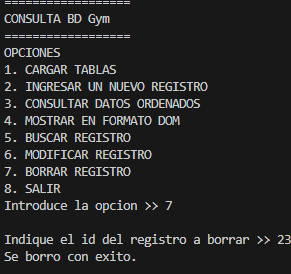 ==================
CONSULTA BD Gym
==================
OPCIONES
1. CARGAR TABLAS
2. INGRESAR UN NUEVO REGISTRO
3. CONSULTAR DATOS ORDENADOS
4. MOSTRAR EN FORMATO DOM
5. BUSCAR REGISTRO
6. MODIFICAR REGISTRO
7. BORRAR REGISTRO
8. SALIR
Introduce la opcion >> 7
Indique el id del registro a borrar >> 23
Se borro con exito.